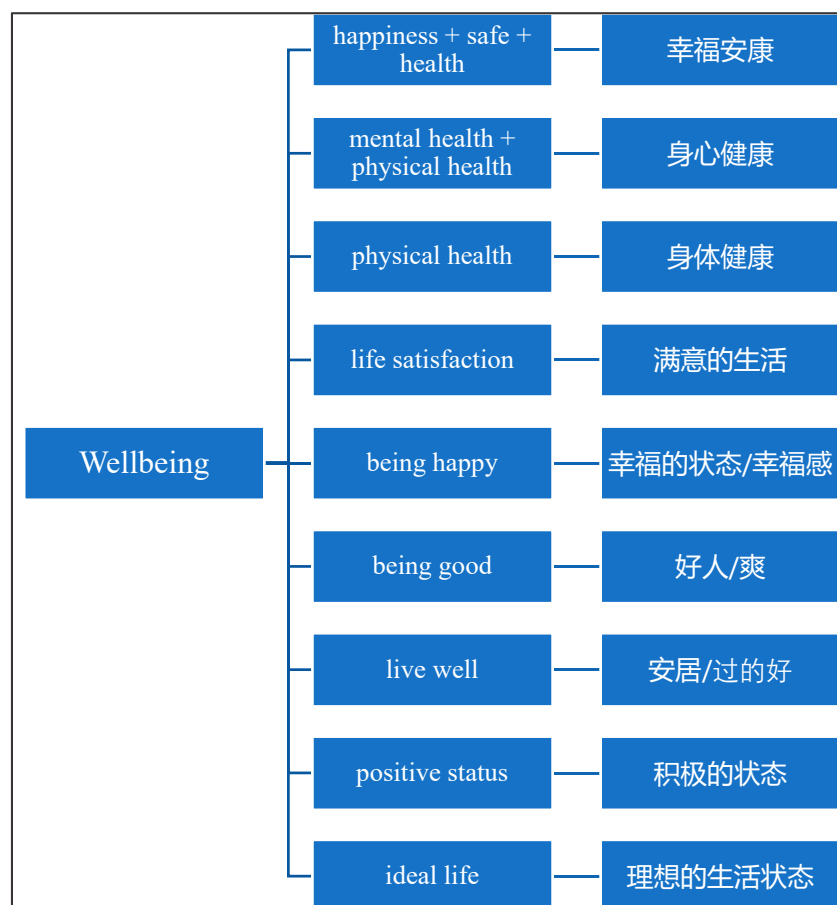 happiness + safe +
health
幸福安康
mental health +
physical health
身心健康
physical health
身体健康
life satisfaction
满意的生活
Wellbeing
being happy
幸福的状态/幸福感
being good
好人/爽
live well
安居/过的好
positive status
积极的状态
ideal life
理想的生活状态